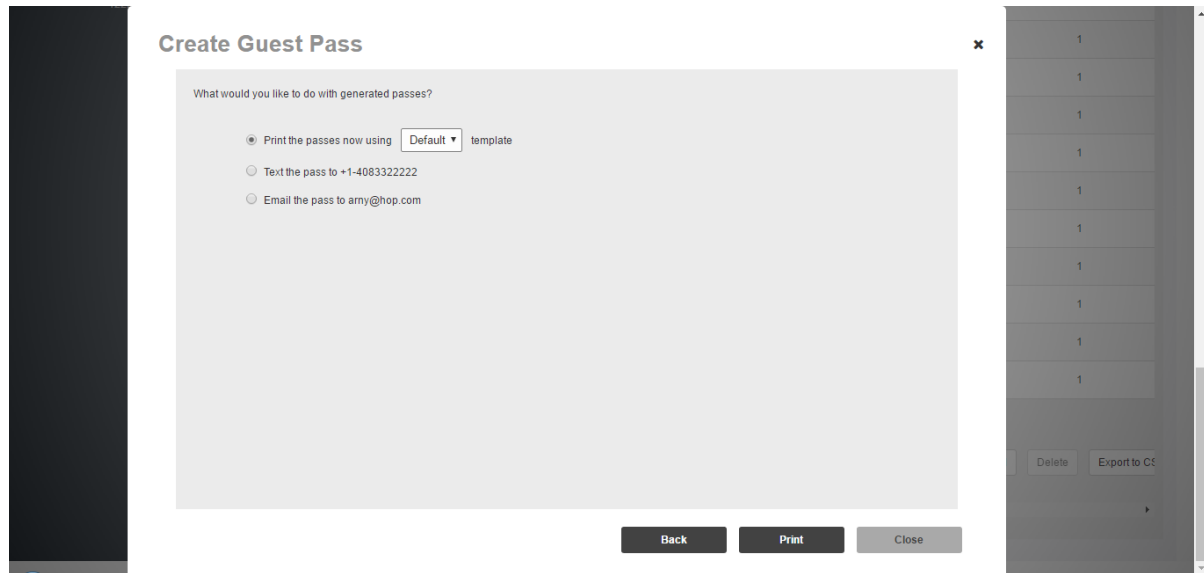 Create Guest Pass
What would you like to do with generated passes?
Print the passes now using Default template
Text the pass to +1-4083322222
Email the pass to arny@hop.com
Back Print Close
1
1
1
1
1
1
1
1
1
1
Delete Export to CS